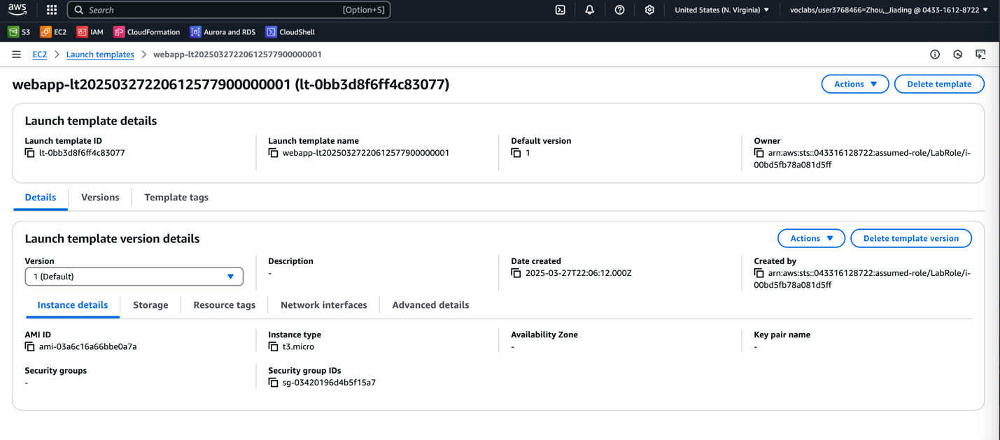 aws
Search [Option+S]
United States (N. Virginia) voclabs/user3768466=Zhou,_Jiading @ 0433-1612-8722
S3 EC2 IAM CloudFormation Aurora and RDS CloudShell
EC2 Launch templates webapp-lt20250327220612577900000001
webapp-lt20250327220612577900000001 (lt-0bb3d8f6ff4c83077)
Actions Delete template
Launch template details
Launch template ID Launch template name Default version Owner
lt-0bb3d8f6ff4c83077 webapp-lt20250327220612577900000001 1 arn:aws:sts::043316128722:assumed-role/LabRole/i-
00bd5fb78a081d5ff
Details Versions Template tags
Launch template version details
Actions Delete template version
Version Description Date created Created by
1 (Default) - 2025-03-27T22:06:12.000Z arn:aws:sts::043316128722:assumed-role/LabRole/i-
00bd5fb78a081d5ff
Instance details Storage Resource tags Network interfaces Advanced details
AMI ID Instance type Availability Zone Key pair name
ami-03a6c16a66bbe0a7a t3.micro - -
Security groups Security group IDs
- sg-03420196d4b5f15a7